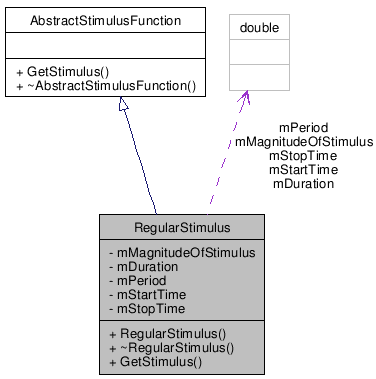 AbstractStimulusFunction
+ GetStimulus()
+ ~AbstractStimulusFunction()
double
mPeriod
mMagnitudeOfStimulus
mStopTime
mStartTime
mDuration
RegularStimulus
- mMagnitudeOfStimulus
- mDuration
- mPeriod
- mStartTime
- mStopTime
+ RegularStimulus()
+ ~RegularStimulus()
+ GetStimulus()